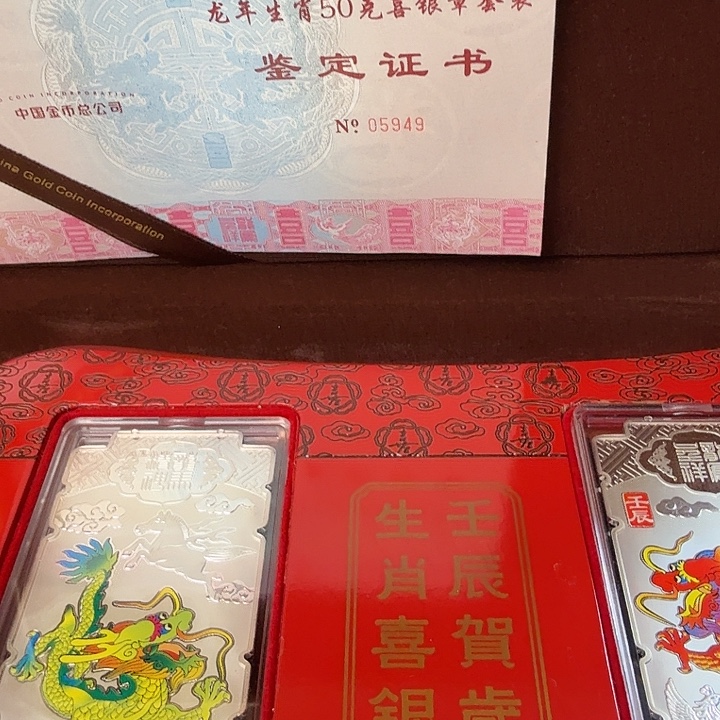 龙年生肖50克喜银章套装
鉴定证书
COIN INCORPORATION
中国金币总公司
Nº 05949
China Gold Coin Incorporation
壬辰賀歲
生肖喜銀
壬辰